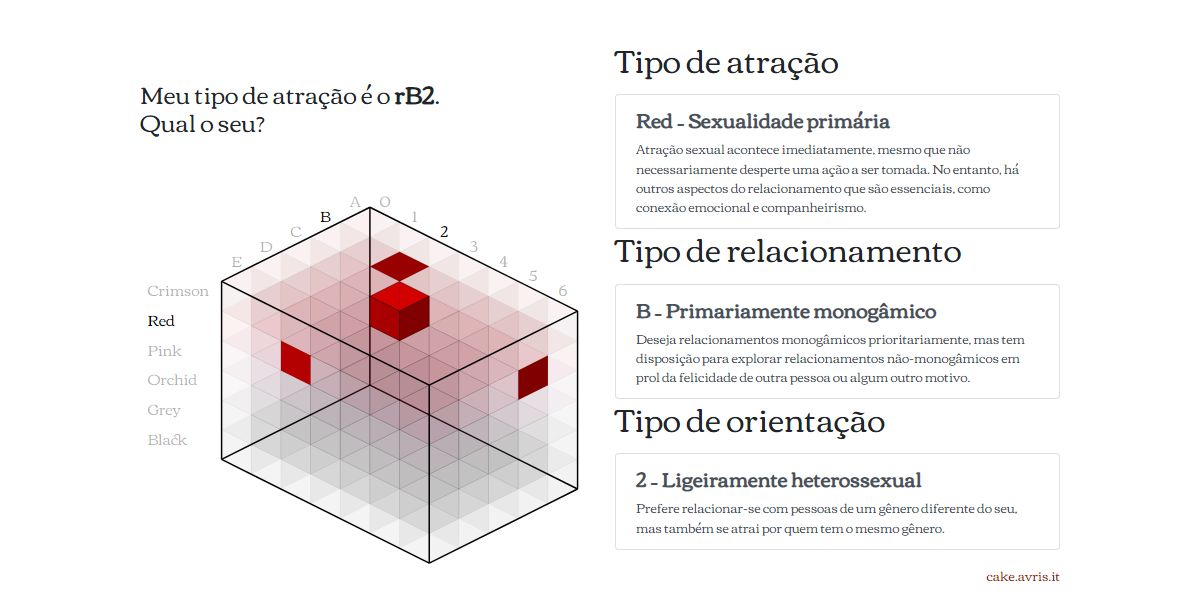 Meu tipo de atração é o rB2.
Qual o seu?
A
O
B
1
C
2
D
3
E
4
5
6
Crimson
Red
Pink
Orchid
Grey
Black
Tipo de atração
Red - Sexualidade primária
Atração sexual acontece imediatamente, mesmo que não
necessariamente desperte uma ação a ser tomada. No entanto, há
outros aspectos do relacionamento que são essenciais, como
conexão emocional e companheirismo.
Tipo de relacionamento
B - Primariamente monogâmico
Deseja relacionamentos monogâmicos prioritariamente, mas tem
disposição para explorar relacionamentos não-monogâmicos em
prol da felicidade de outra pessoa ou algum outro motivo.
Tipo de orientação
2 - Ligeiramente heterossexual
Prefere relacionar-se com pessoas de um gênero diferente do seu,
mas também se atrai por quem tem o mesmo gênero.
cake.avris.it